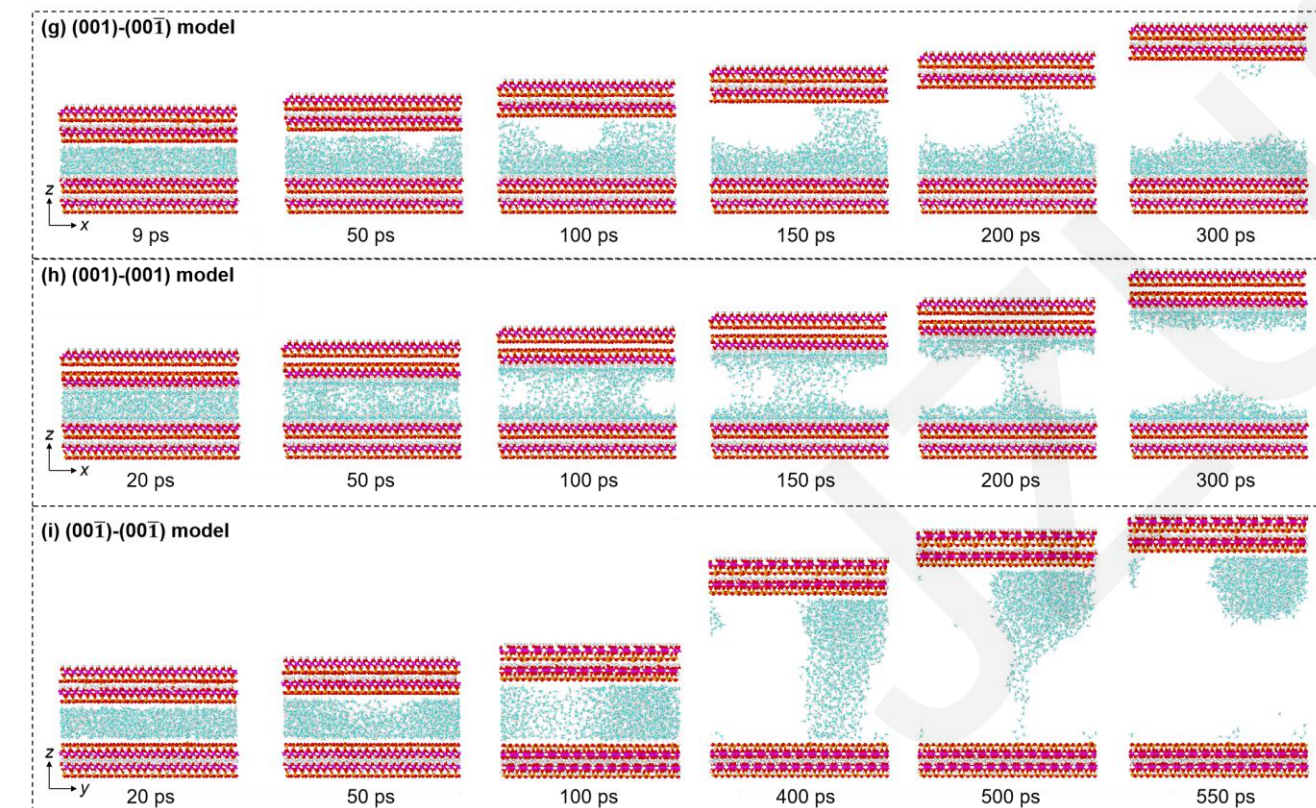 (g) (001)-(001̅) model
z
x
9 ps 50 ps 100 ps 150 ps 200 ps 300 ps
(h) (001)-(001) model
z
x
20 ps 50 ps 100 ps 150 ps 200 ps 300 ps
(i) (001̅)-(001̅) model
z
y
20 ps 50 ps 100 ps 400 ps 500 ps 550 ps